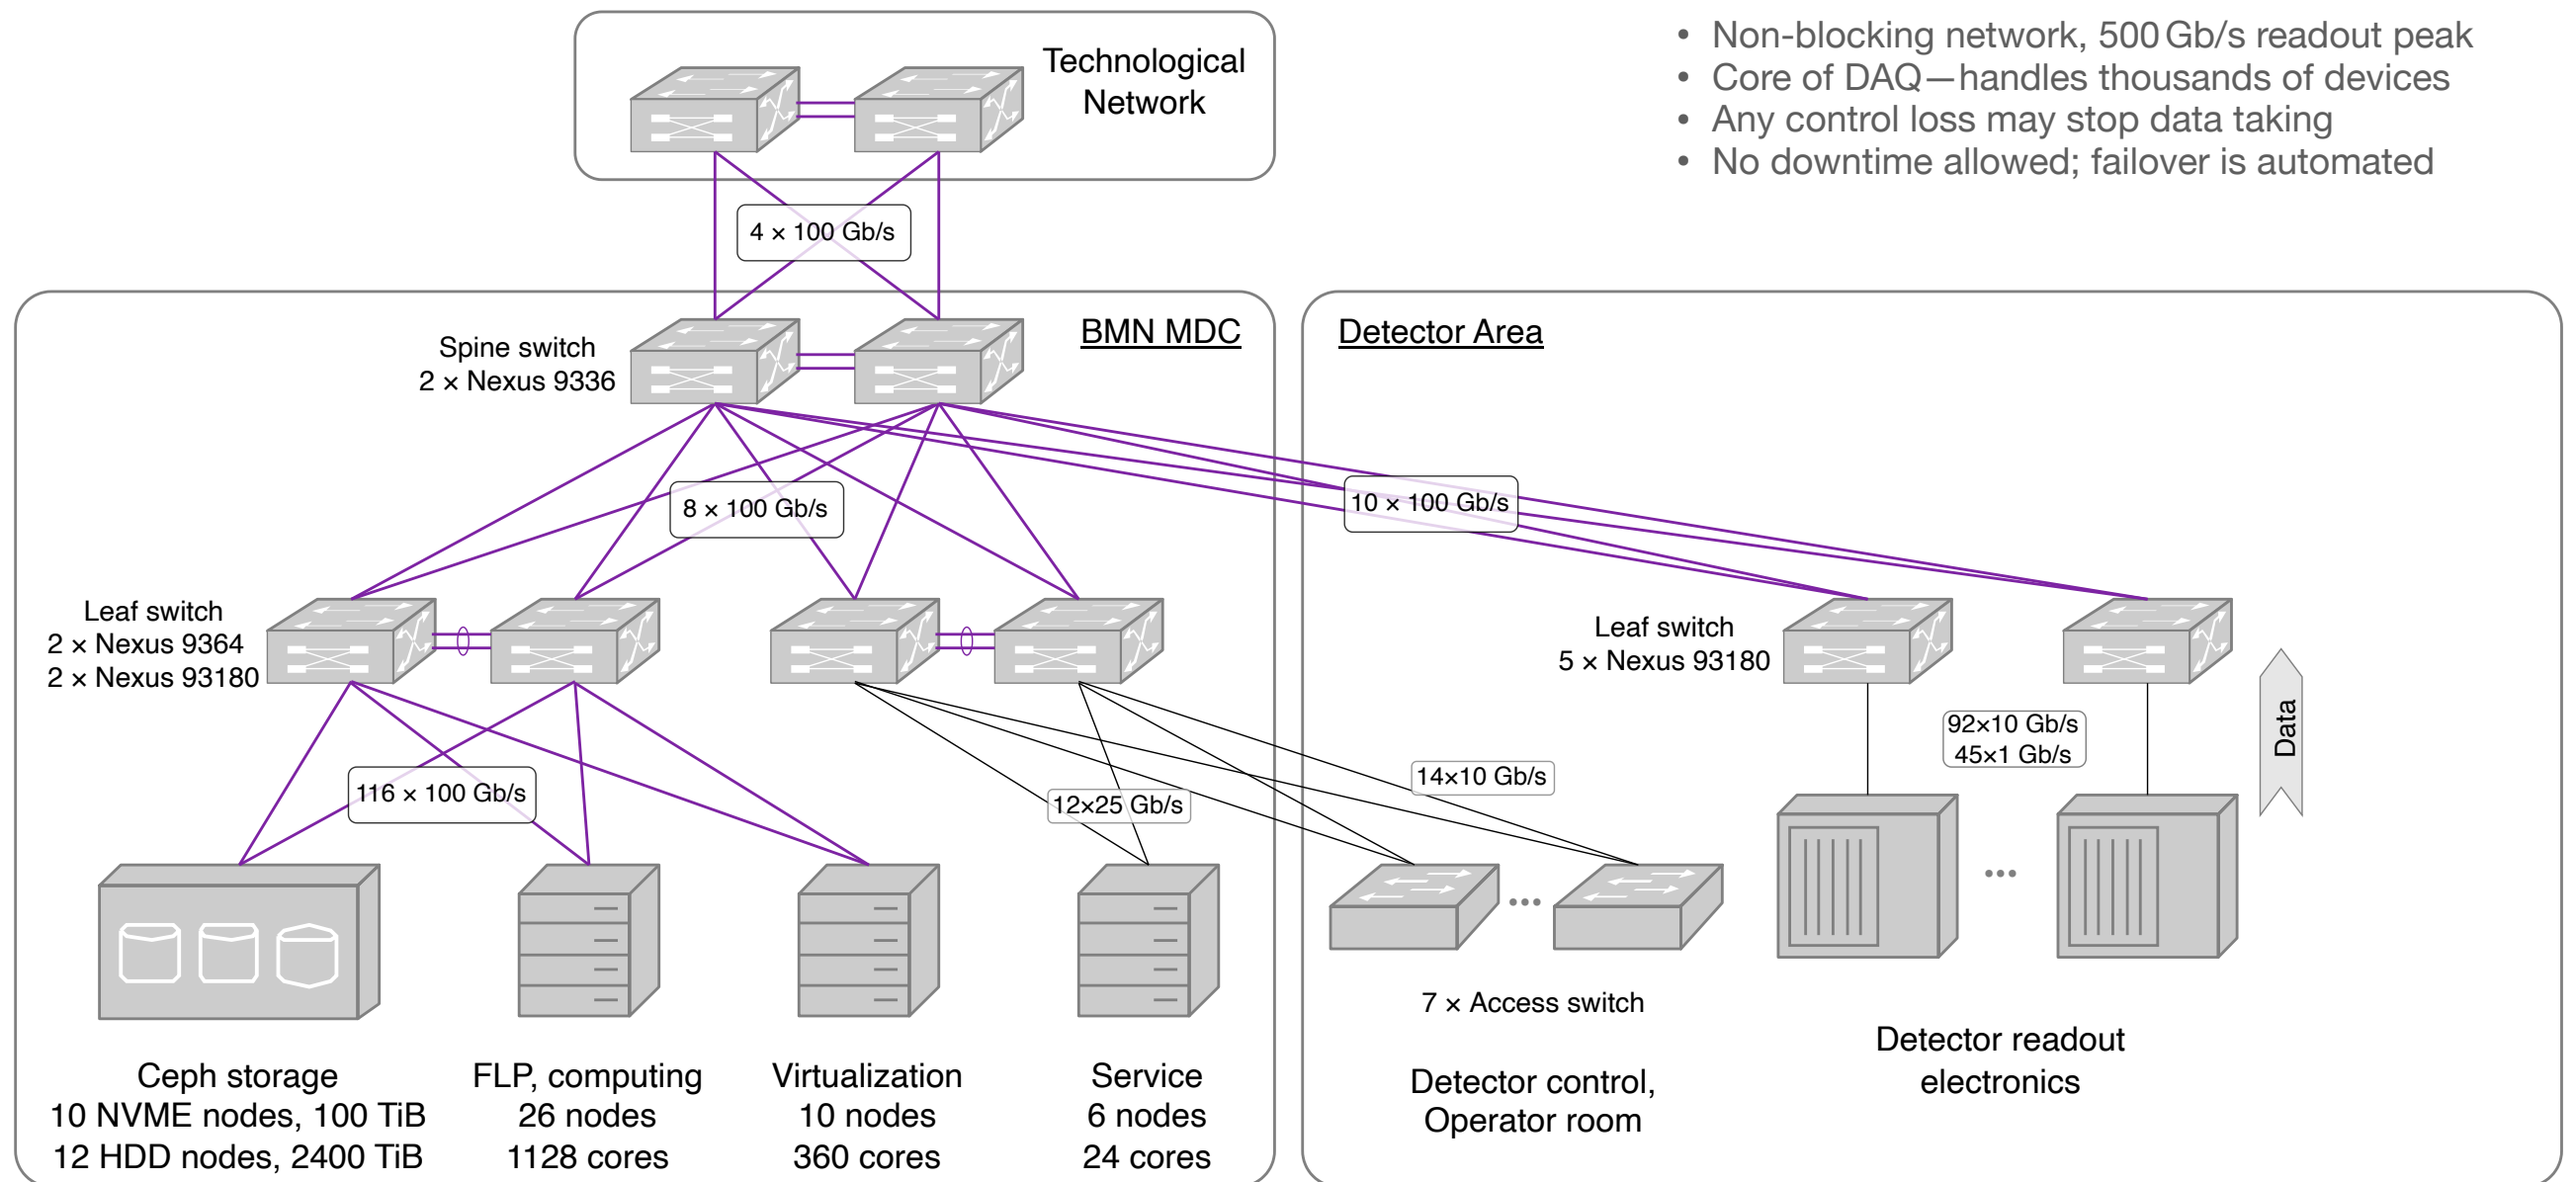 Technological
Network
• Non-blocking network, 500 Gb/s readout peak
• Core of DAQ—handles thousands of devices
• Any control loss may stop data taking
• No downtime allowed; failover is automated
4 × 100 Gb/s
BMN MDC
Detector Area
Spine switch
2 × Nexus 9336
8 × 100 Gb/s
10 × 100 Gb/s
Leaf switch
2 × Nexus 9364
2 × Nexus 93180
Leaf switch
5 × Nexus 93180
92×10 Gb/s
45×1 Gb/s
Data
116 × 100 Gb/s
12×25 Gb/s
14×10 Gb/s
Ceph storage
10 NVME nodes, 100 TiB
12 HDD nodes, 2400 TiB
FLP, computing
26 nodes
1128 cores
Virtualization
10 nodes
360 cores
Service
6 nodes
24 cores
7 × Access switch
Detector control,
Operator room
Detector readout
electronics